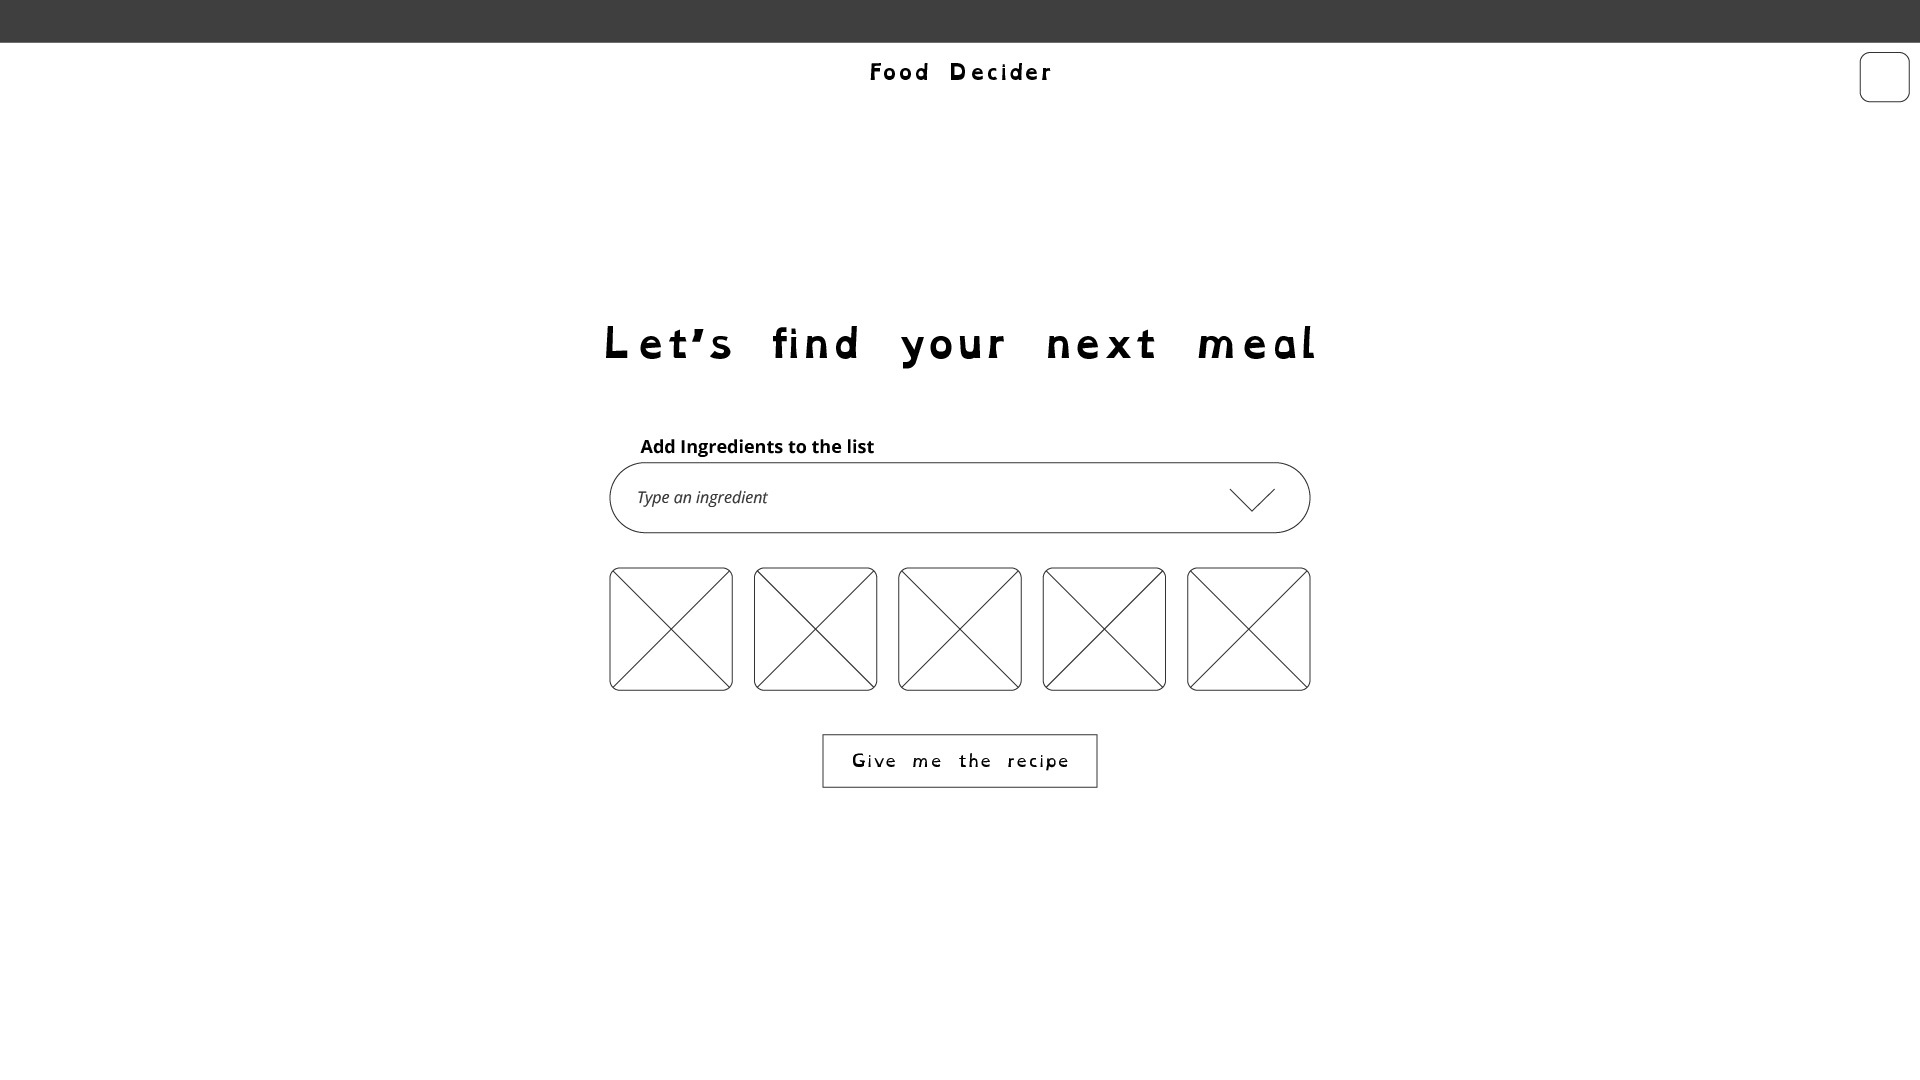 Food Decider
Let's find your next meal
Add Ingredients to the list
Type an ingredient
Give me the recipe